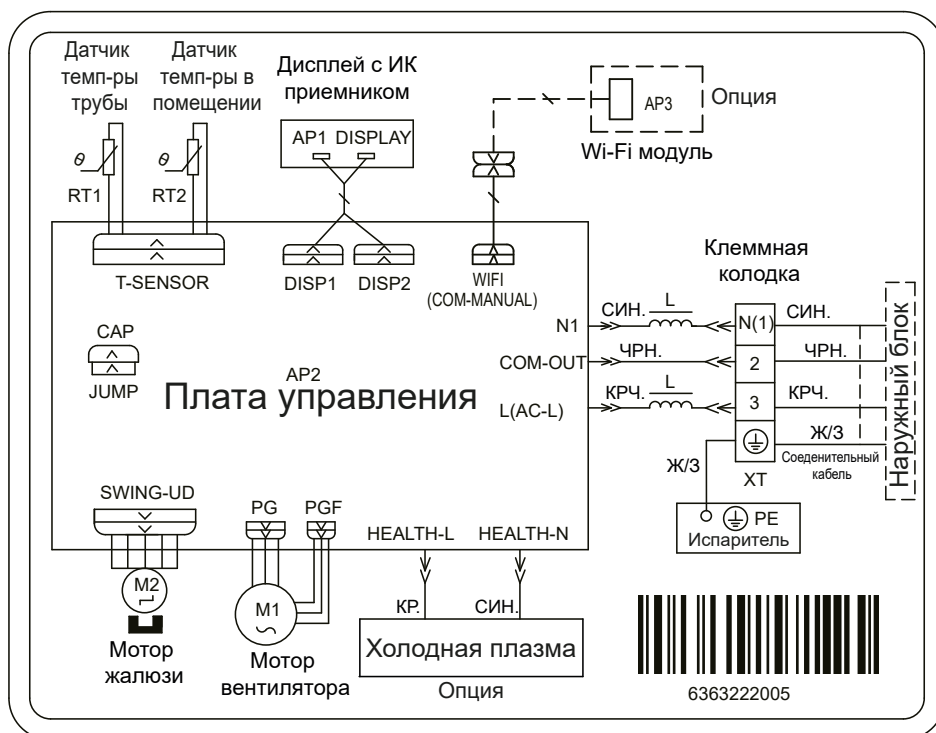 Датчик
темп-ры
трубы
Датчик
темп-ры в
помещении
Дисплей с ИК
приемником
AP1 DISPLAY
AP3
Опция
Wi-Fi модуль
θ
RT1
θ
RT2
T-SENSOR
DISP1
DISP2
WIFI
(COM-MANUAL)
Клеммная
колодка
N1
СИН.
L
N(1)
СИН.
COM-OUT
ЧРН.
2
ЧРН.
L(AC-L)
КРЧ.
L
3
КРЧ.
Ж/З
Соеденительный
кабель
XT
Ж/З
PE
Испаритель
Наружный блок
CAP
JUMP
AP2
Плата управления
SWING-UD
PG
PGF
HEALTH-L
HEALTH-N
M2
Мотор
жалюзи
M1
Мотор
вентилятора
КР.
СИН.
Холодная плазма
Опция
6363222005